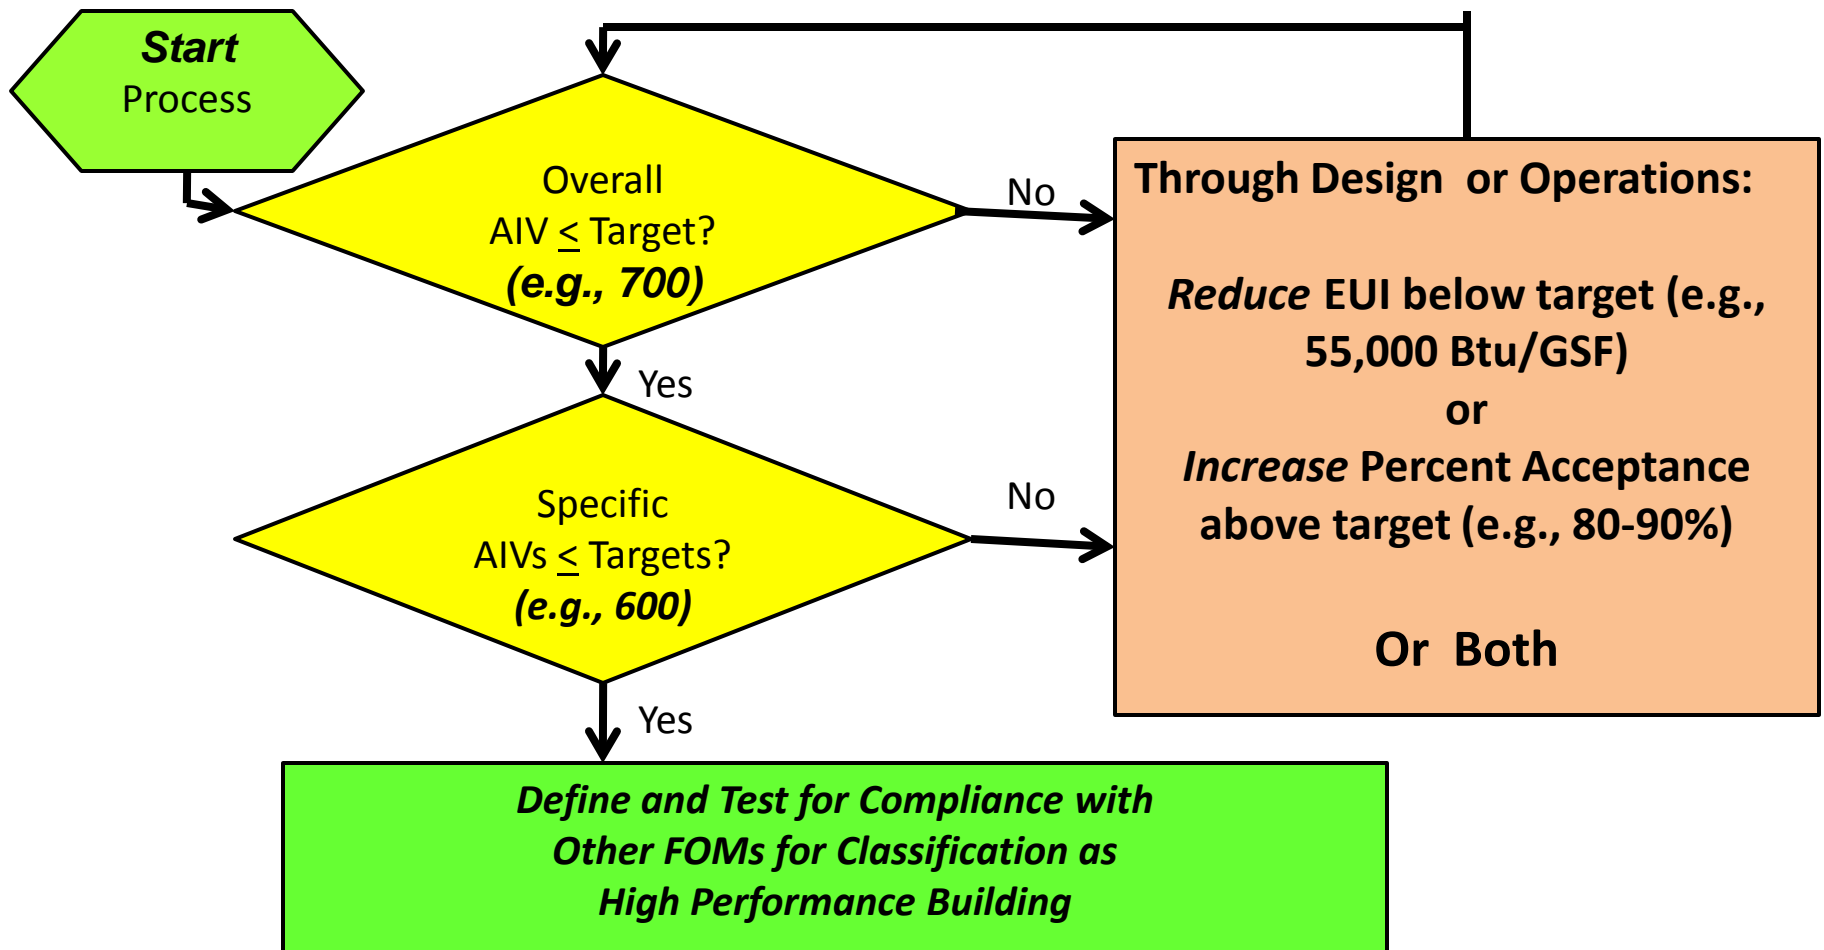 Start
Process
Overall
AIV ≤ Target?
(e.g., 700)
No
Yes
Specific
AIVs ≤ Targets?
(e.g., 600)
No
Yes
Through Design or Operations:
Reduce EUI below target (e.g.,
55,000 Btu/GSF)
or
Increase Percent Acceptance
above target (e.g., 80-90%)
Or Both
Define and Test for Compliance with
Other FOMs for Classification as
High Performance Building